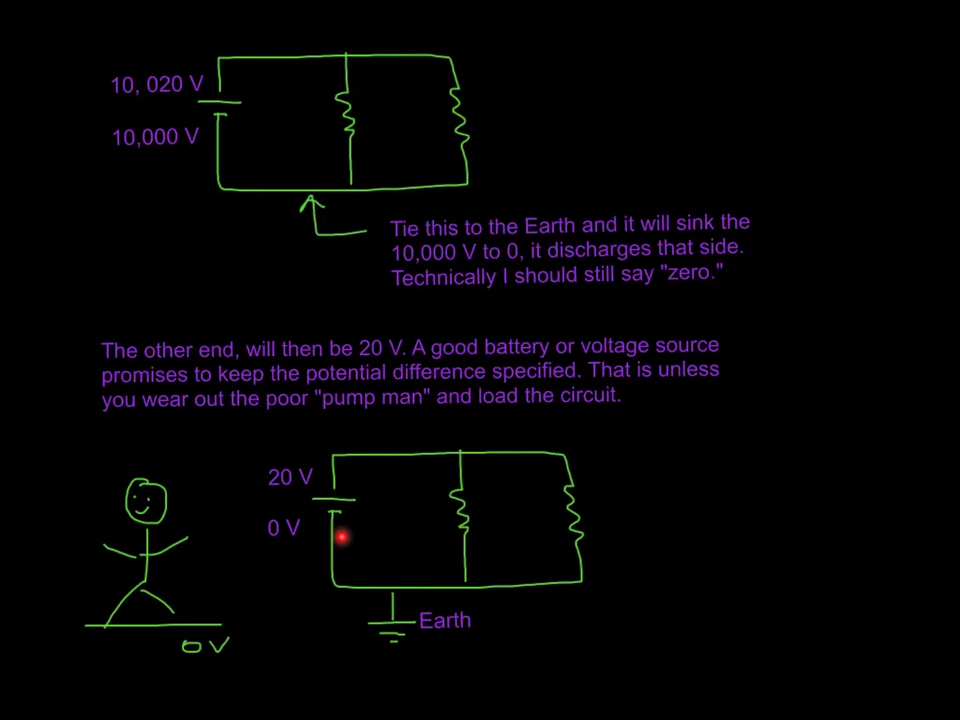 10, 020 V
10,000 V
Tie this to the Earth and it will sink the
10,000 V to 0, it discharges that side.
Technically I should still say "zero."
The other end, will then be 20 V. A good battery or voltage source
promises to keep the potential difference specified. That is unless
you wear out the poor "pump man" and load the circuit.
20 V
0 V
Earth
0 V